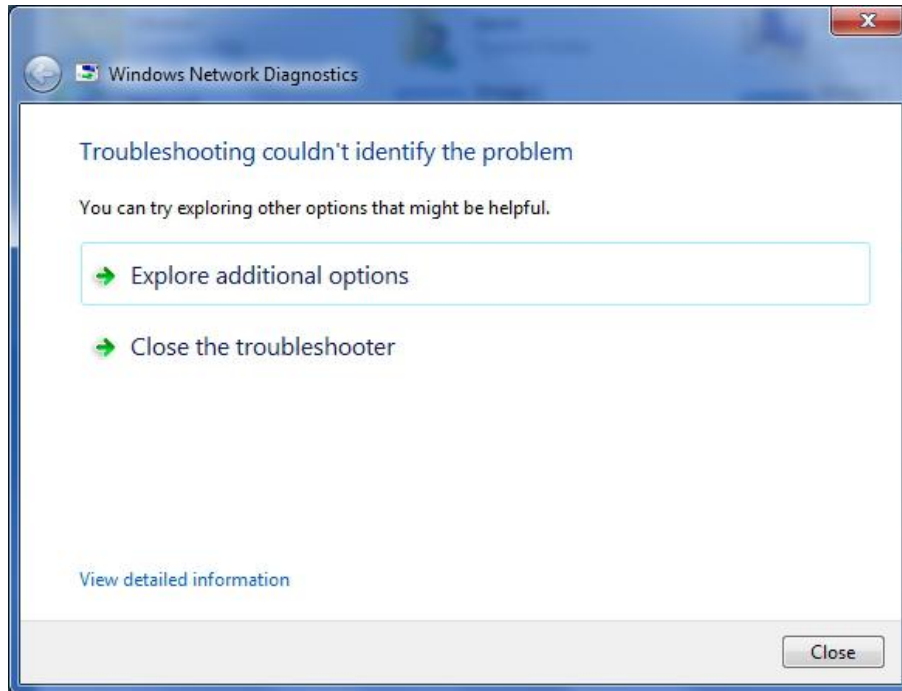 Windows Network Diagnostics
Troubleshooting couldn't identify the problem
You can try exploring other options that might be helpful.
Explore additional options
Close the troubleshooter
View detailed information
Close